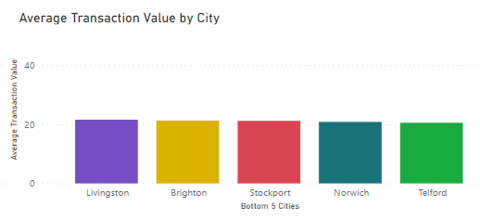 Average Transaction Value by City
Average Transaction Value
40
20
0
Livingston
Brighton
Stockport
Norwich
Telford
Bottom 5 Cities